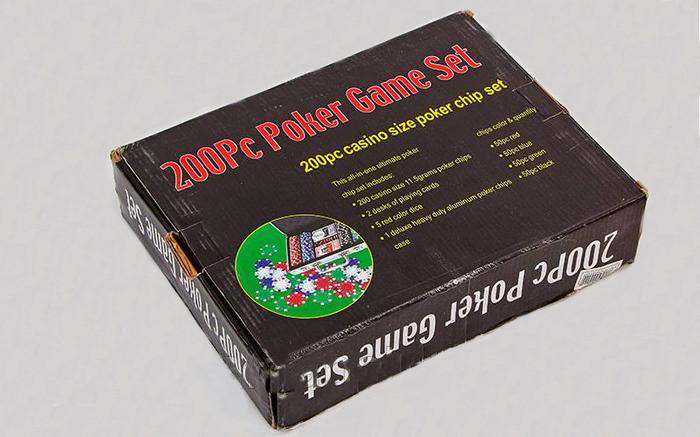 200Pc Poker Game Set
200pc casino size poker chip set
This all-in-one ultimate poker
chip set includes:
• 200 casino size 11.5grams poker chips
• 2 desks of playing cards
• 5 red color dice
• 1 deluxe heavy duty aluminum poker chips
case
chips color & quantity
• 50pc red
• 50pc blue
• 50pc green
• 50pc black
200Pc Poker Game Set
200Pc Poker Game Set